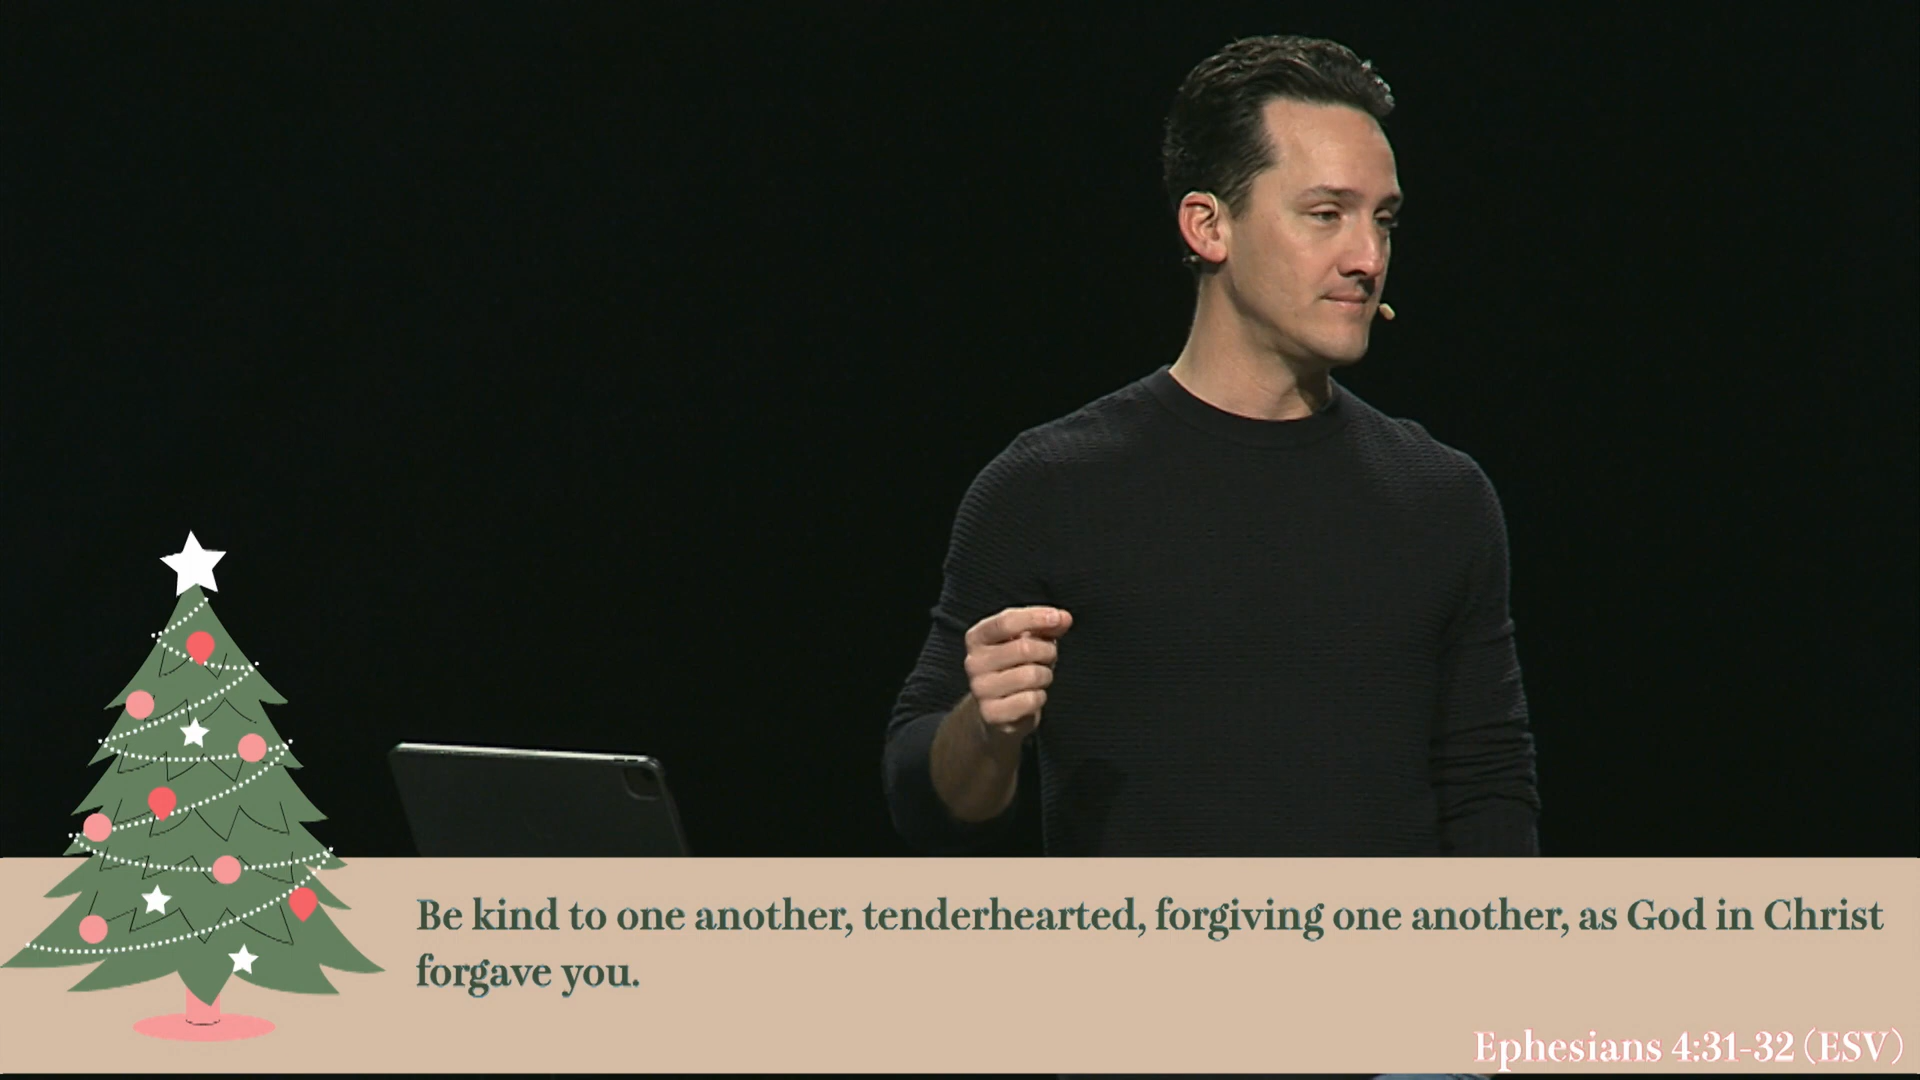 Be kind to one another, tenderhearted, forgiving one another, as God in Christ
forgave you.
Ephesians 4:31-32 (ESV)